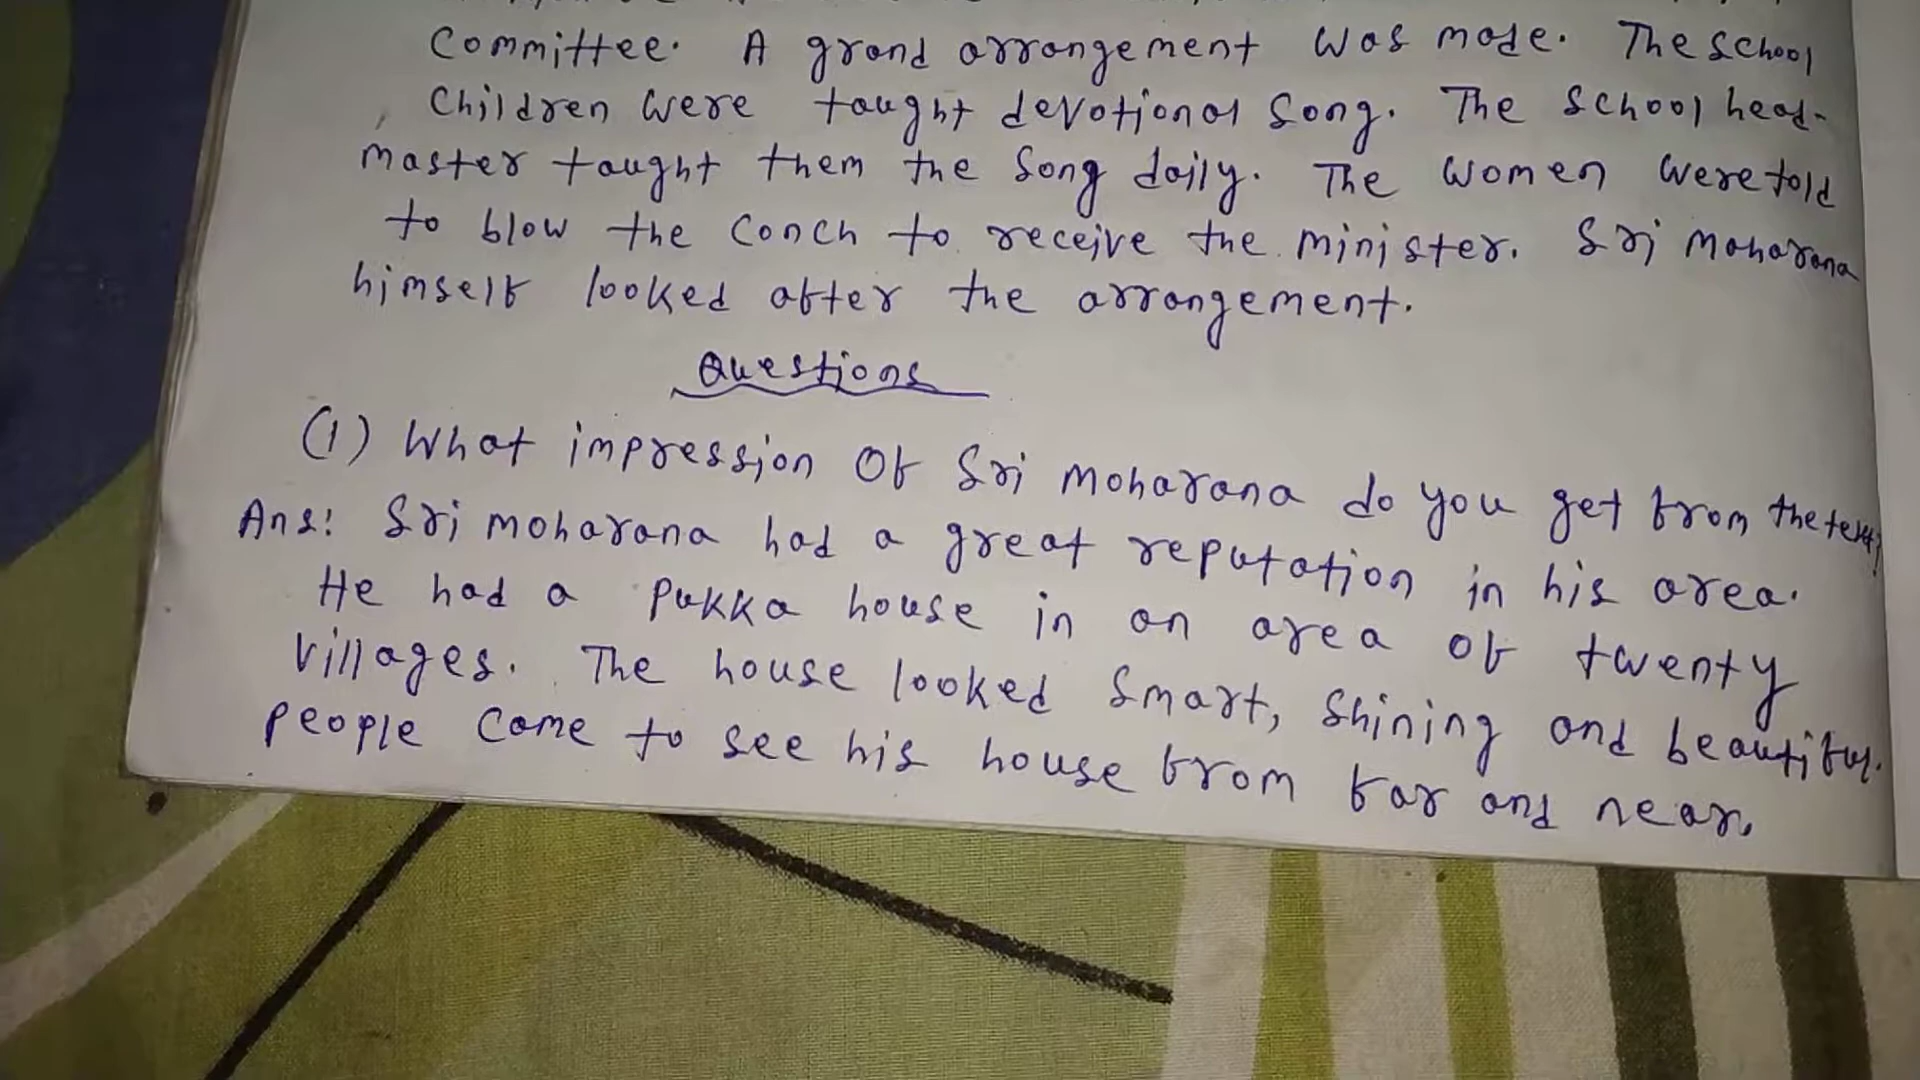 Committee. A grand arrangement was made. The school
Children were taught devotional song. The school head-
master taught them the song daily. The women were told
to blow the conch to receive the minister. Sri Moharana
himself looked after the arrangement.
Questions
(1) What impression of Sri Moharana do you get from the text?
Ans: Sri moharana had a great reputation in his area.
He had a pukka house in an area of twenty
villages. The house looked smart, shining and beautiful.
People came to see his house from far and near.